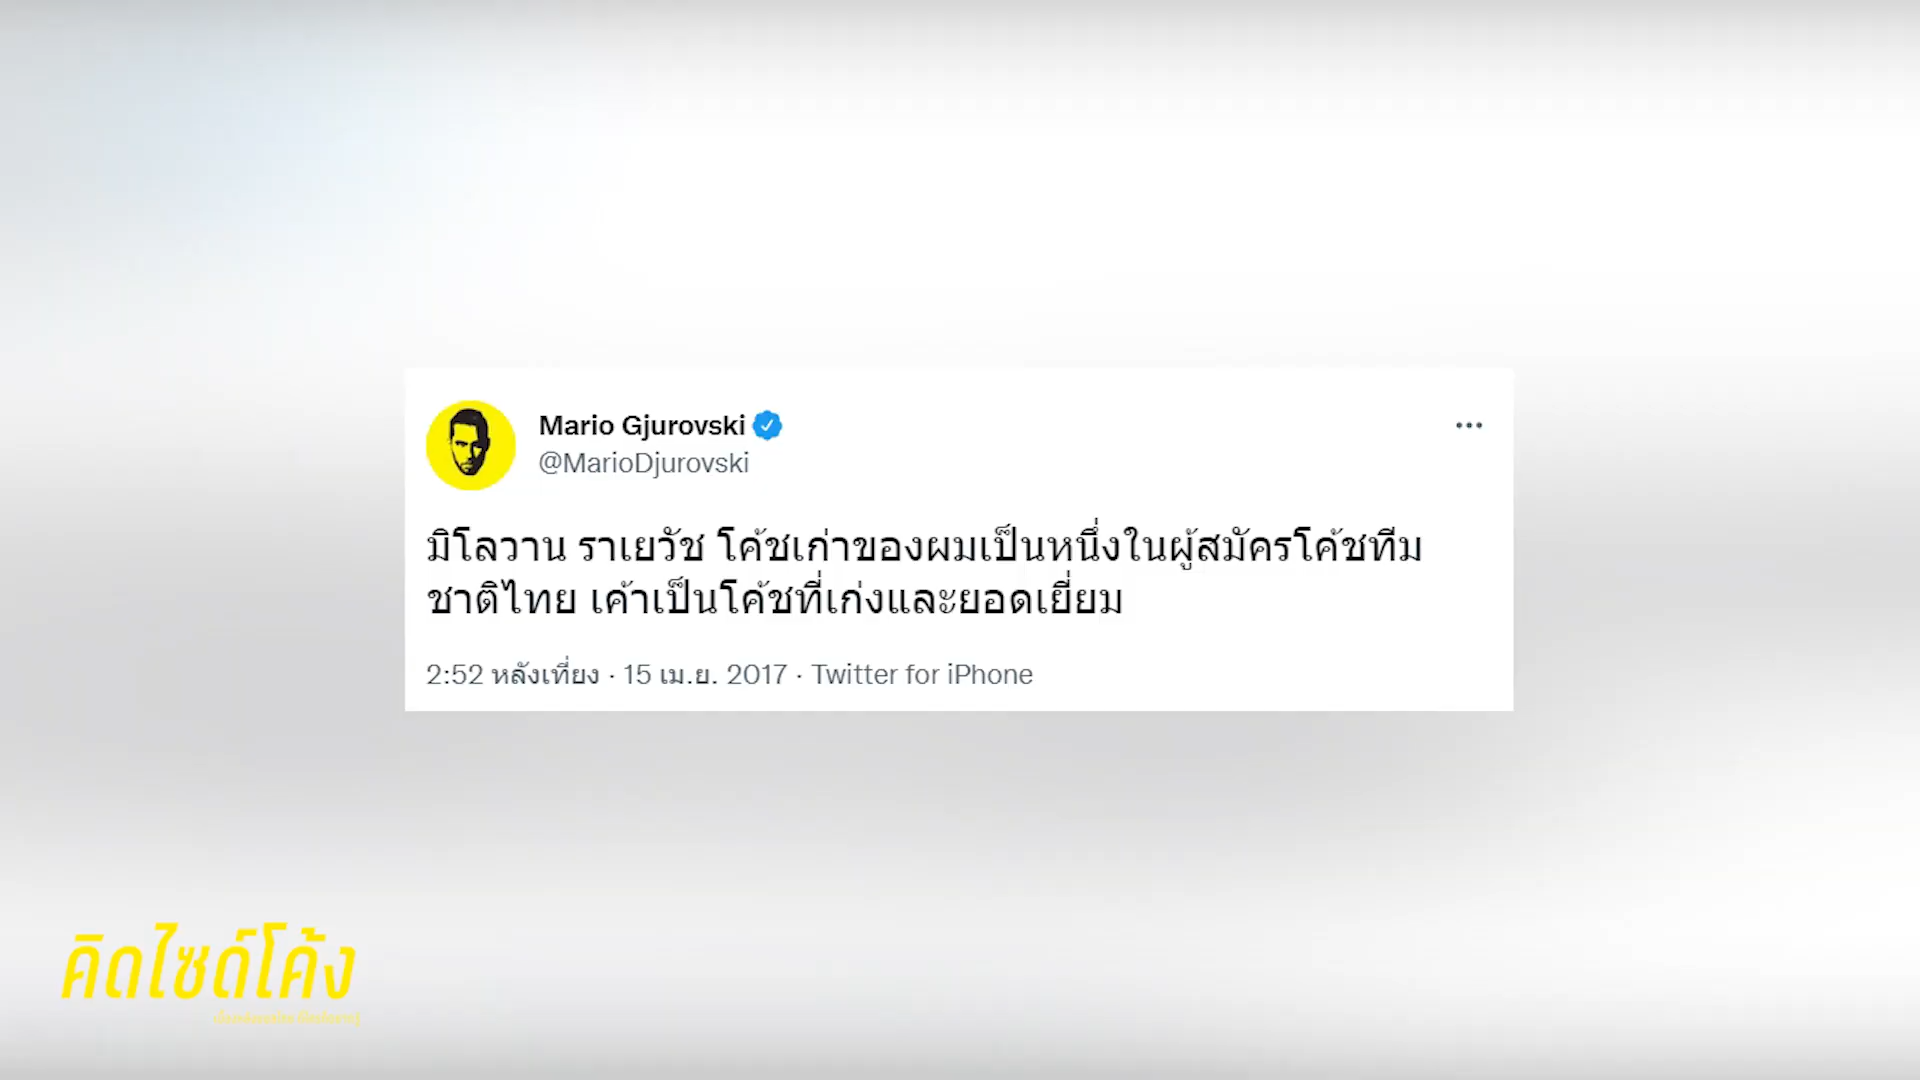 Mario Gjurovski
@MarioDjurovski
มิโลวาน ราเยวัช โค้ชเก่าของผมเป็นหนึ่งในผู้สมัครโค้ชทีม
ชาติไทย เค้าเป็นโค้ชที่เก่งและยอดเยี่ยม
2:52 หลังเที่ยง · 15 เม.ย. 2017 · Twitter for iPhone
คิดไซด์โค้ง